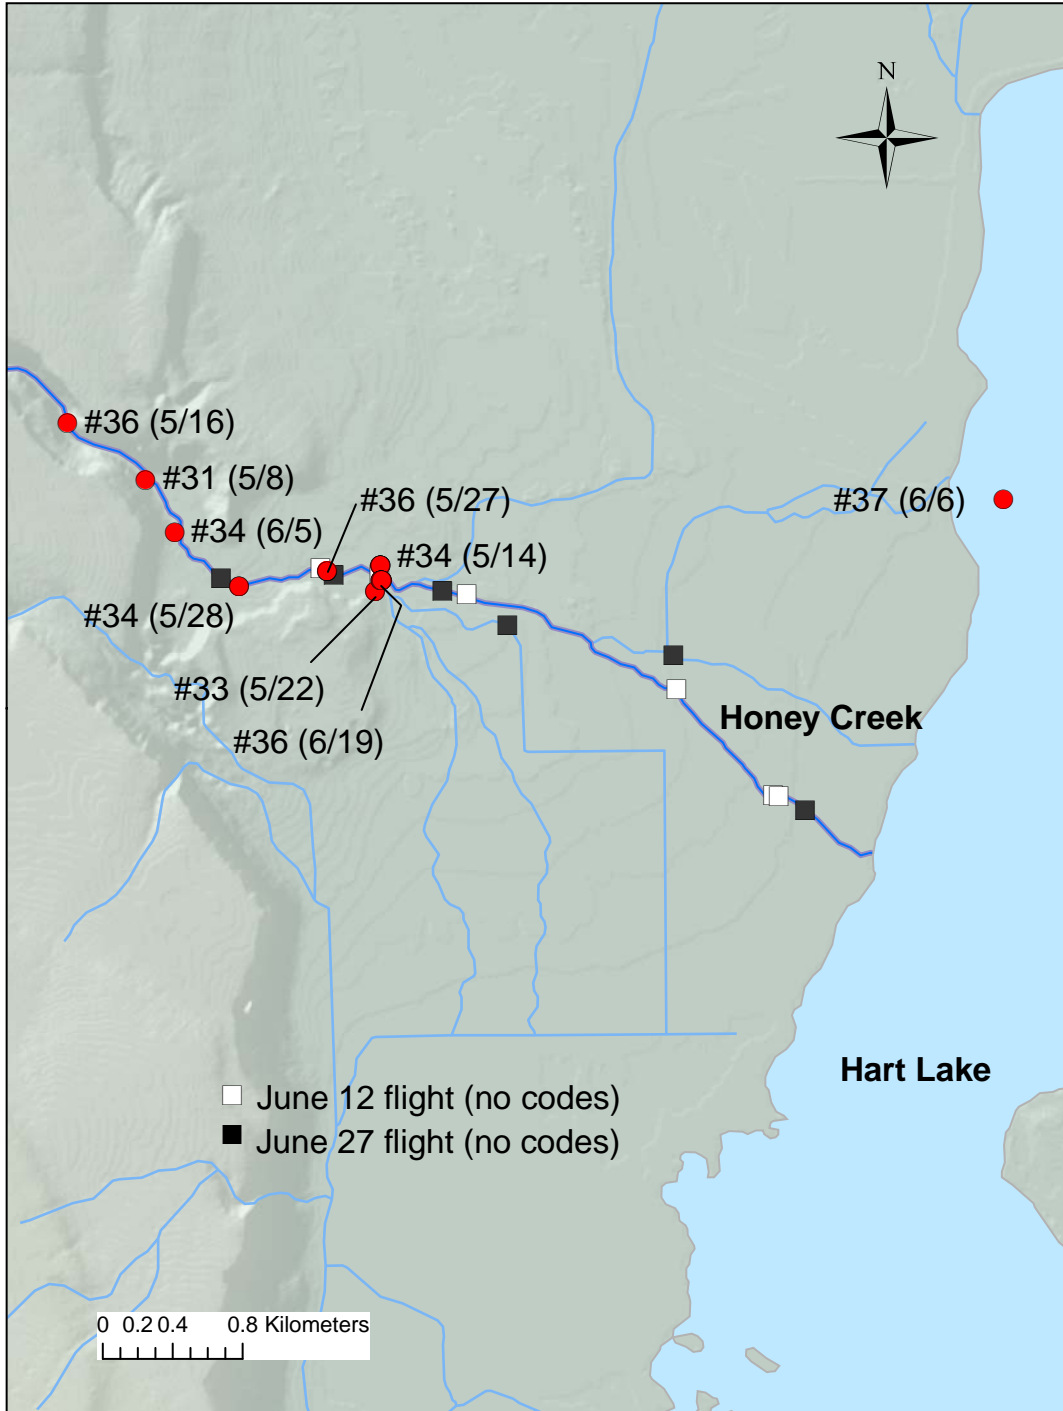 N
#36 (5/16)
#31 (5/8)
#36 (5/27)
#37 (6/6)
#34 (6/5)
#34 (5/14)
#34 (5/28)
#33 (5/22)
Honey Creek
#36 (6/19)
Hart Lake
June 12 flight (no codes)
June 27 flight (no codes)
0 0.2 0.4 0.8 Kilometers